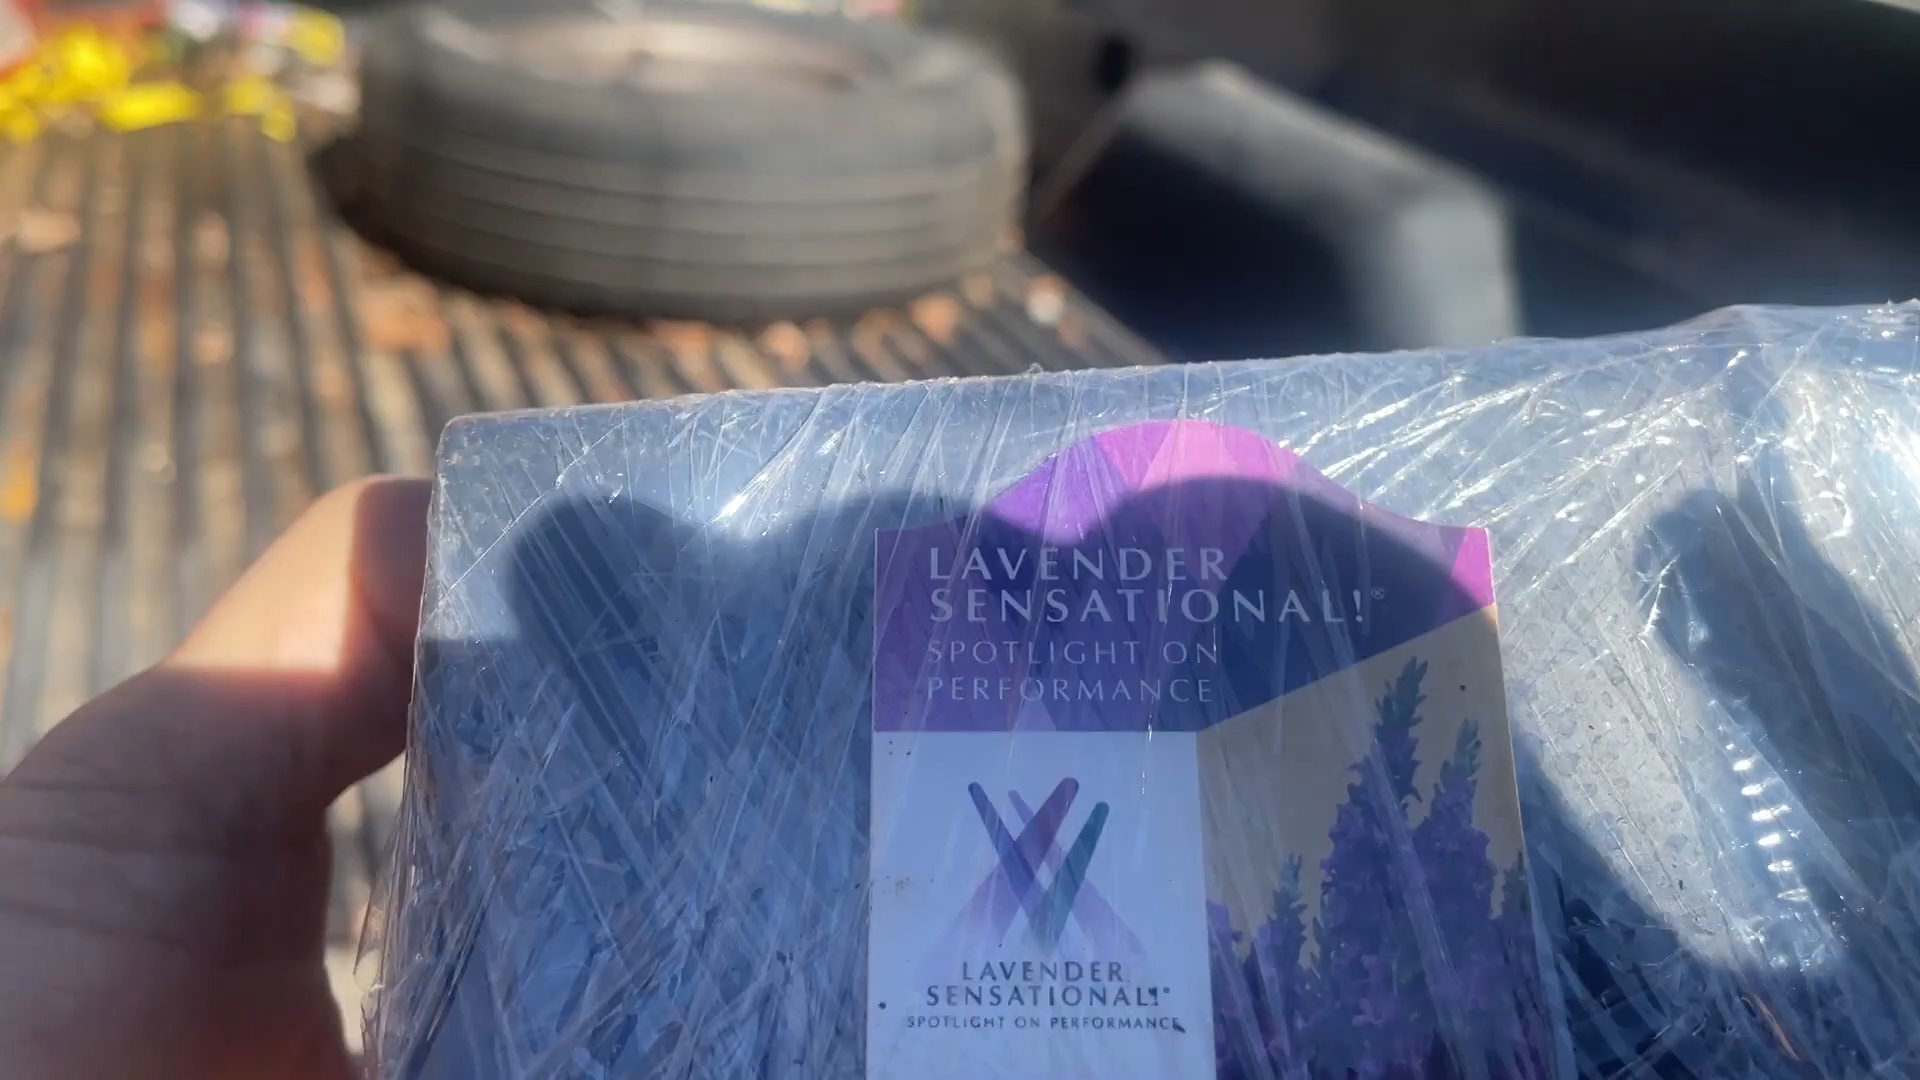 LAVENDER
SENSATIONAL!®
SPOTLIGHT ON
PERFORMANCE
LAVENDER
SENSATIONAL!®
SPOTLIGHT ON PERFORMANCE